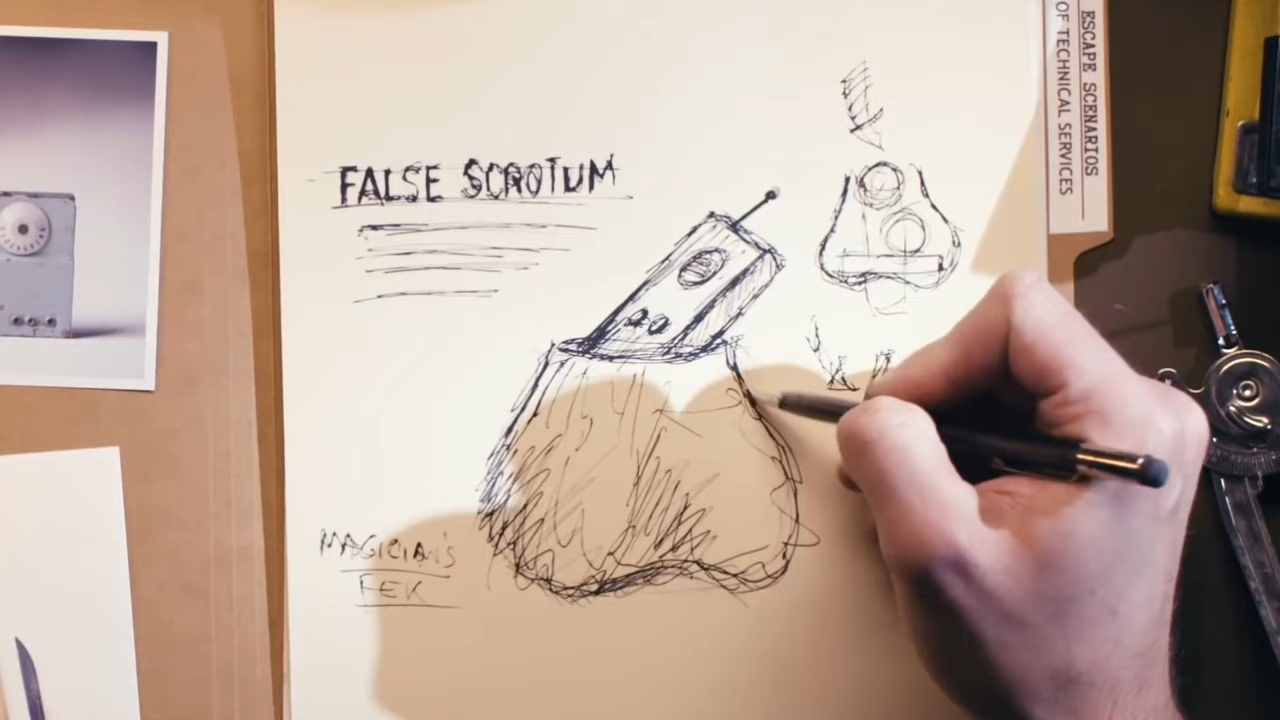 FALSE SCROTUM
MAGICIAN'S
FEK
ESCAPE SCENARIOS
OF TECHNICAL SERVICES